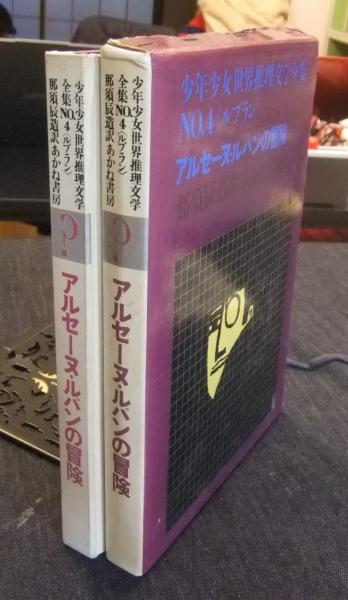 少年少女世界推理文学
全集NO.4〈ルブラン〉
那須辰造訳 あかね書房
?
アルセーヌ・ルパンの冒険
少年少女世界推理文学
全集NO.4〈ルブラン〉
那須辰造訳 あかね書房
?
アルセーヌ・ルパンの冒険
少年少女世界推理文学全集
NO.4〈ルブラン〉
アルセーヌ・ルパンの冒険
那須辰